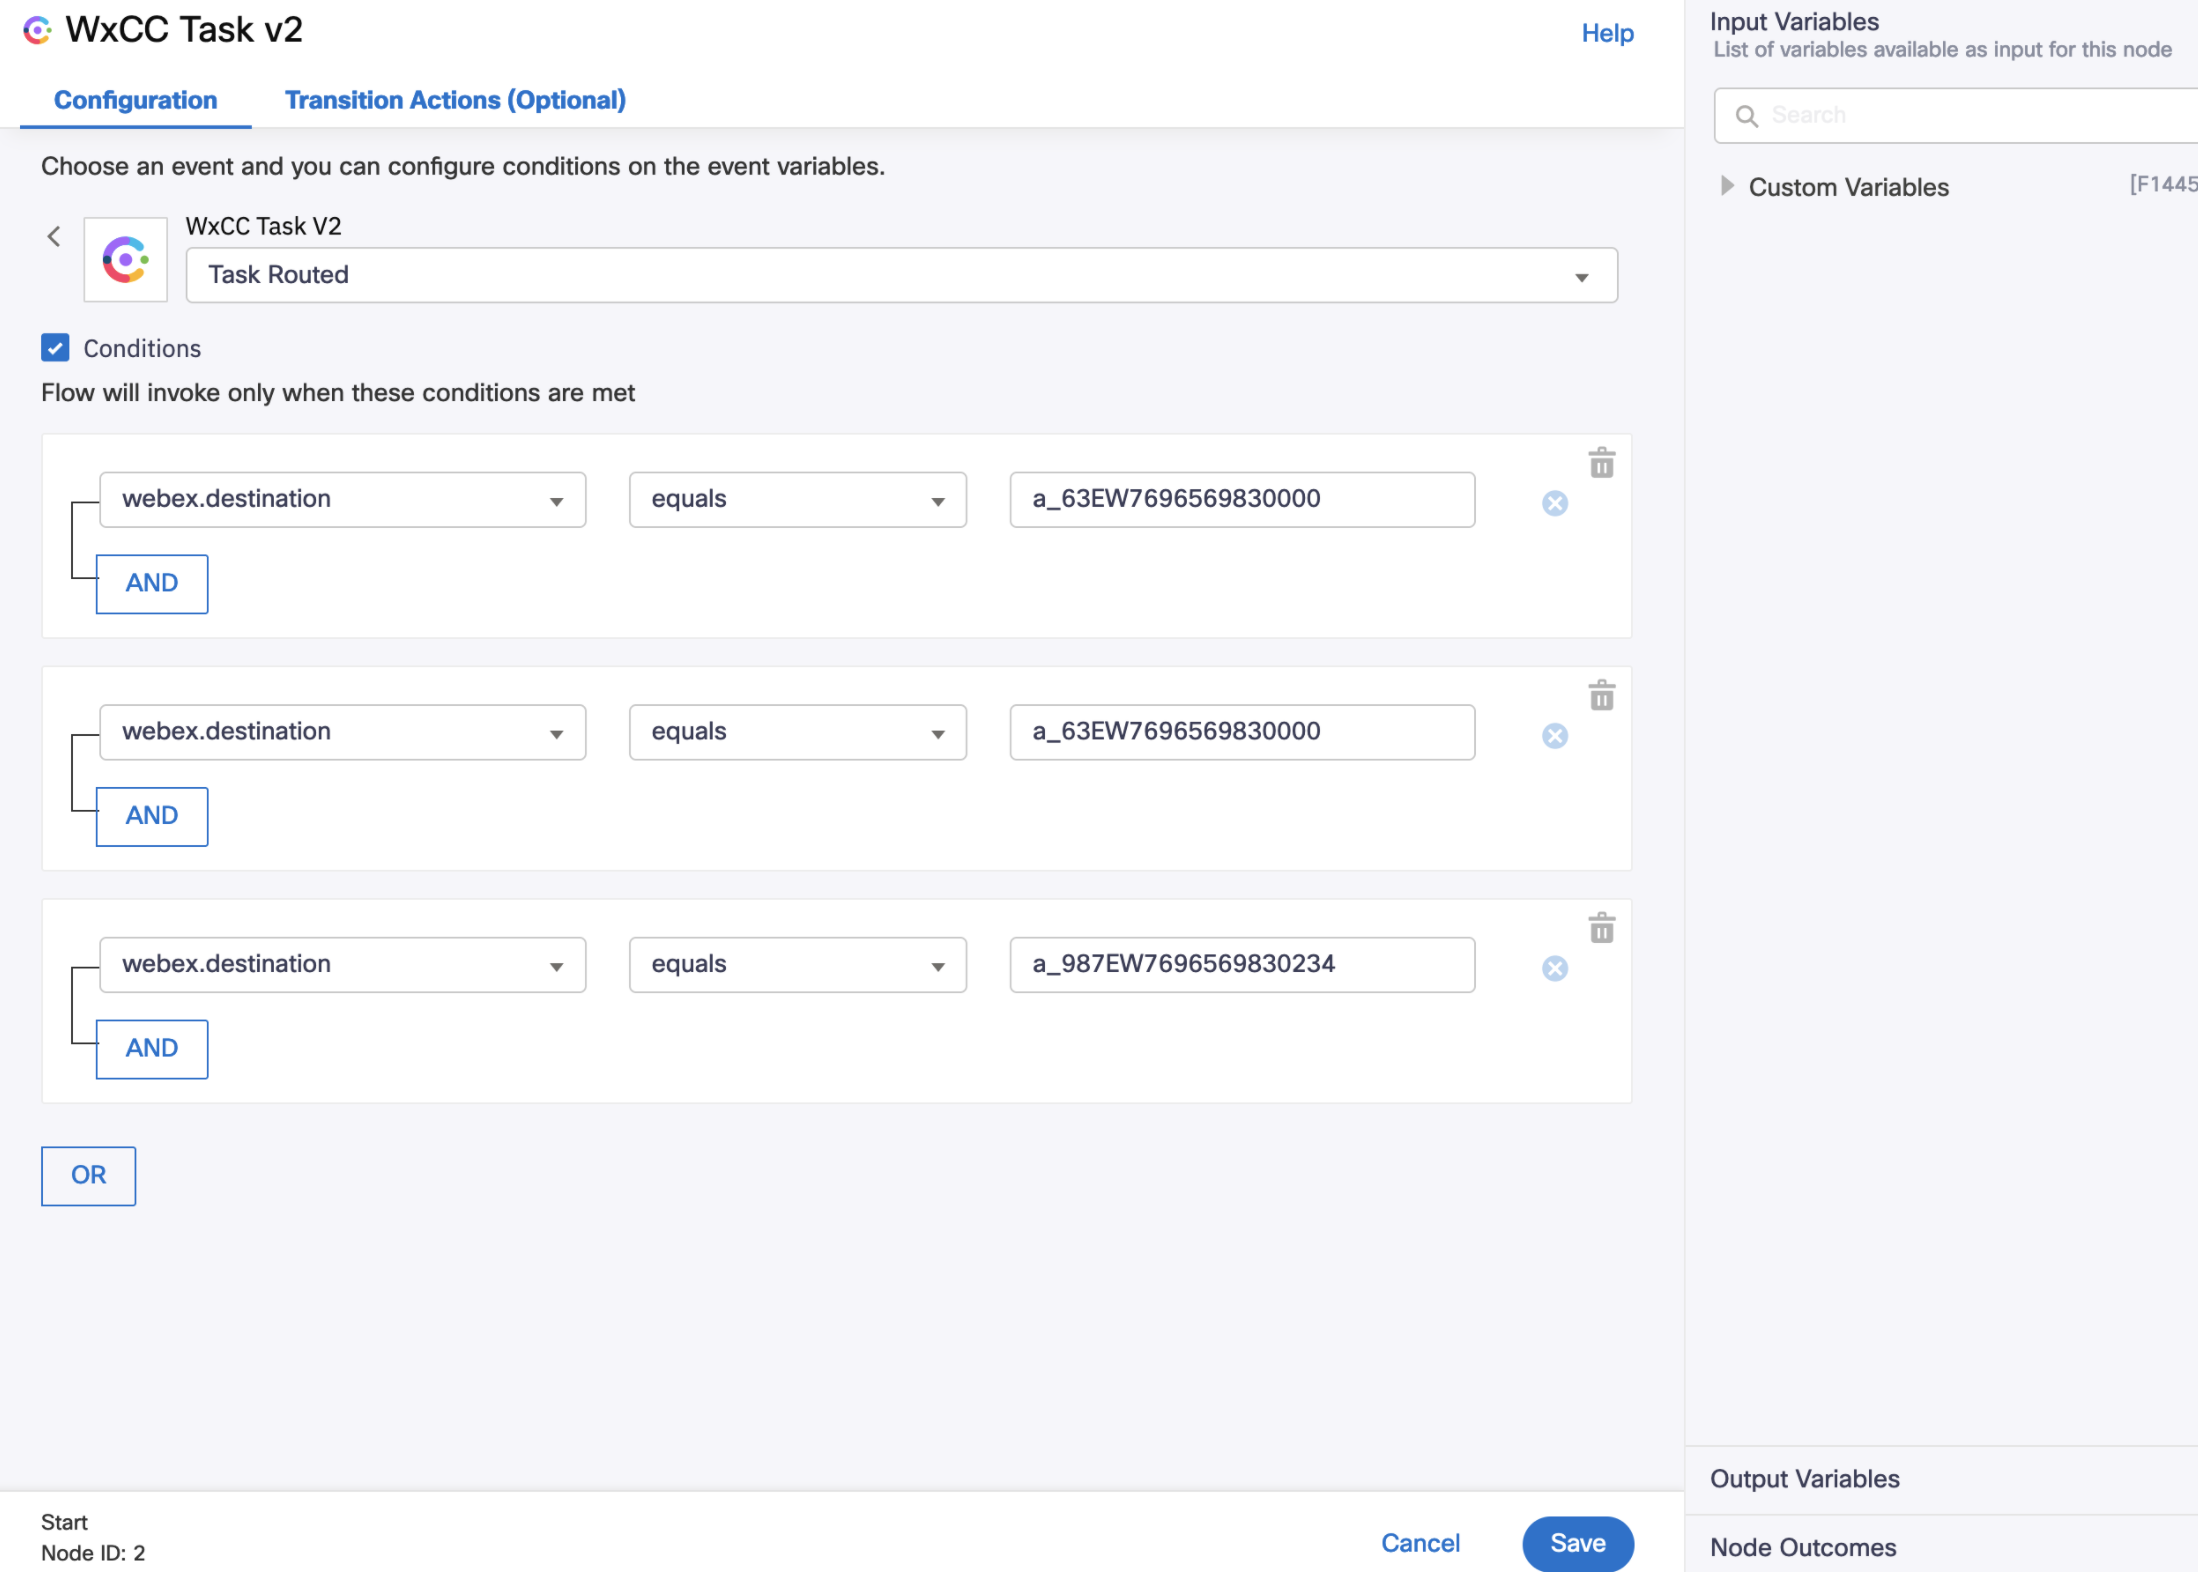 WxCC Task v2
Help
Configuration
Transition Actions (Optional)
Choose an event and you can configure conditions on the event variables.
WxCC Task V2
Task Routed
Conditions
Flow will invoke only when these conditions are met
webex.destination
equals
a_63EW7696569830000
AND
webex.destination
equals
a_63EW7696569830000
AND
webex.destination
equals
a_987EW7696569830234
AND
OR
Start
Node ID: 2
Cancel
Save
Input Variables
List of variables available as input for this node
Search
Custom Variables
[F1445
Output Variables
Node Outcomes